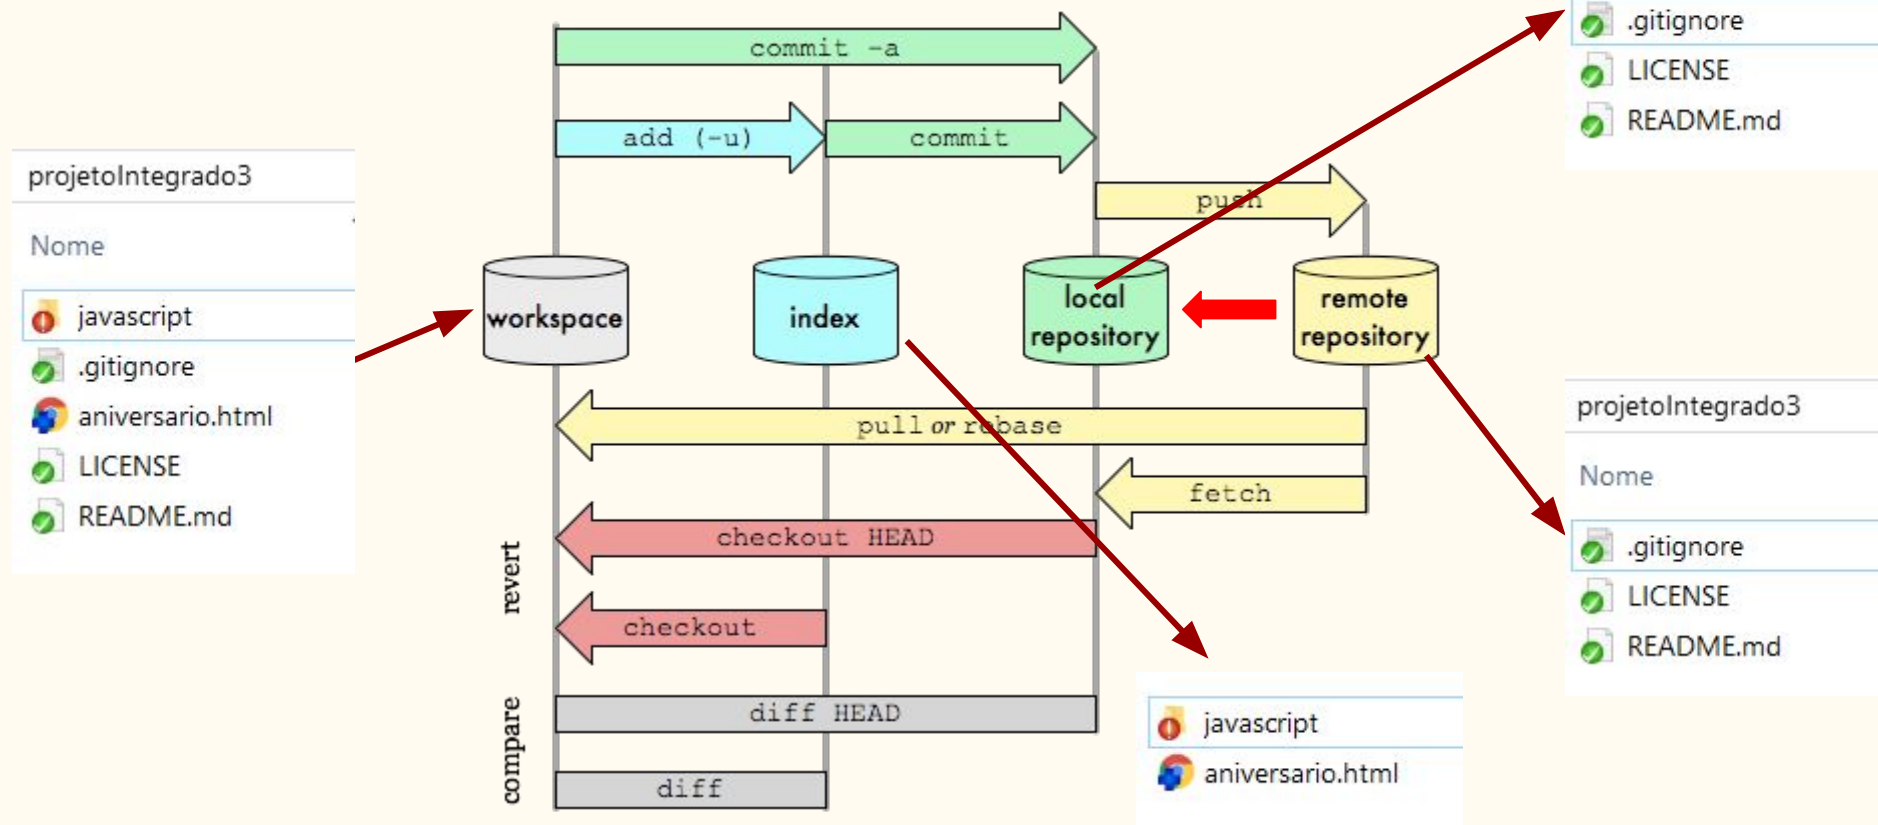 commit -a
add (-u)
commit
push
projetoIntegrado3
Nome
javascript
.gitignore
aniversario.html
LICENSE
README.md
workspace
index
local
repository
remote
repository
.gitignore
LICENSE
README.md
pull or rebase
fetch
checkout HEAD
checkout
revert
diff HEAD
diff
compare
javascript
aniversario.html
projetoIntegrado3
Nome
.gitignore
LICENSE
README.md